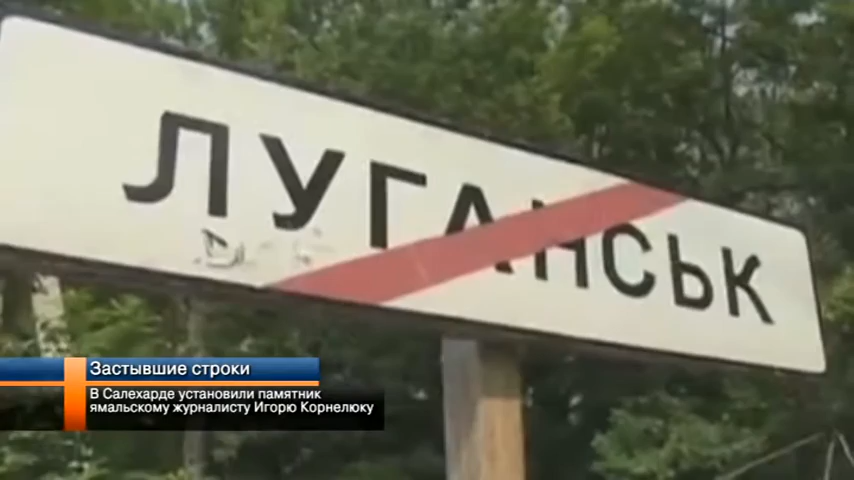 ЛУГАНСЬК
Застывшие строки
В Салехарде установили памятник
ямальскому журналисту Игорю Корнелюку